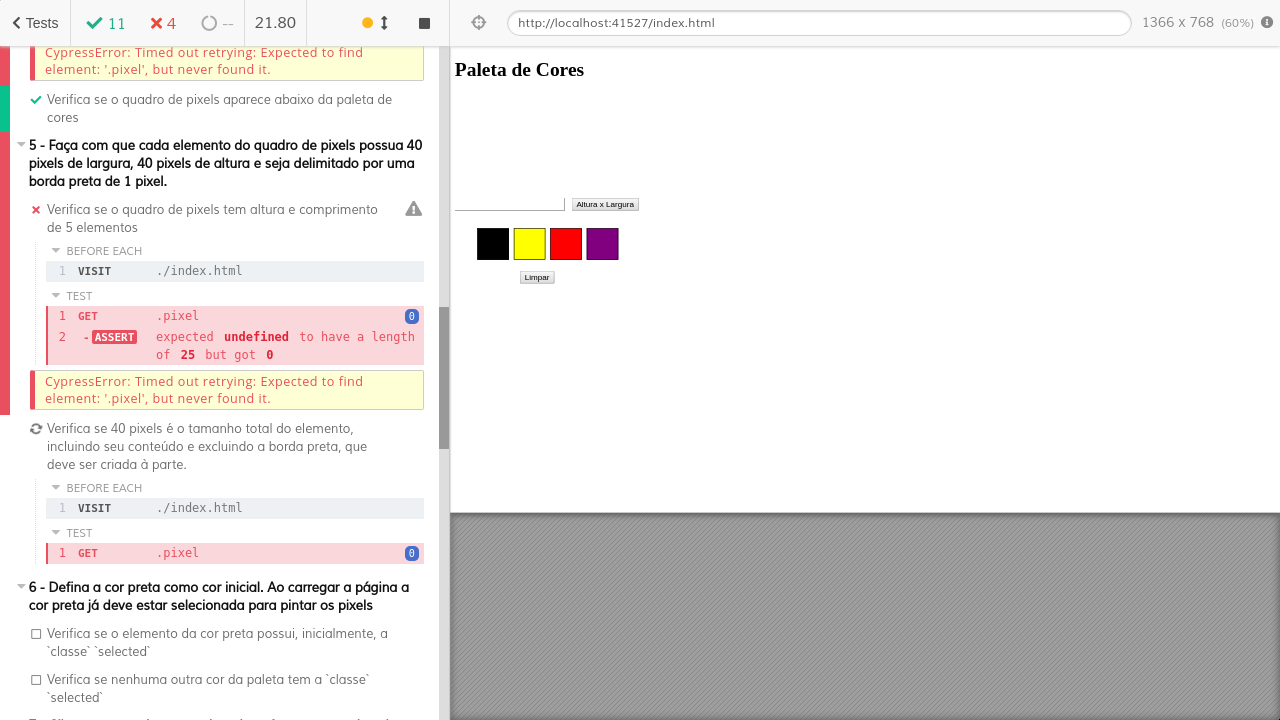 Tests
11
4
--
21.80
http://localhost:41527/index.html
1366 x 768 (60%)
CypressError: Timed out retrying: Expected to find
element: '.pixel', but never found it.
Verifica se o quadro de pixels aparece abaixo da paleta de
cores
5 - Faça com que cada elemento do quadro de pixels possua 40
pixels de largura, 40 pixels de altura e seja delimitado por uma
borda preta de 1 pixel.
Verifica se o quadro de pixels tem altura e comprimento
de 5 elementos
BEFORE EACH
1 VISIT ./index.html
TEST
1 GET .pixel 0
2 -ASSERT expected undefined to have a length
of 25 but got 0
CypressError: Timed out retrying: Expected to find
element: '.pixel', but never found it.
Verifica se 40 pixels é o tamanho total do elemento,
incluindo seu conteúdo e excluindo a borda preta, que
deve ser criada à parte.
BEFORE EACH
1 VISIT ./index.html
TEST
1 GET .pixel 0
6 - Defina a cor preta como cor inicial. Ao carregar a página a
cor preta já deve estar selecionada para pintar os pixels
Verifica se o elemento da cor preta possui, inicialmente, a
`classe` `selected`
Verifica se nenhuma outra cor da paleta tem a `classe`
`selected`
Paleta de Cores
Altura x Largura
Limpar